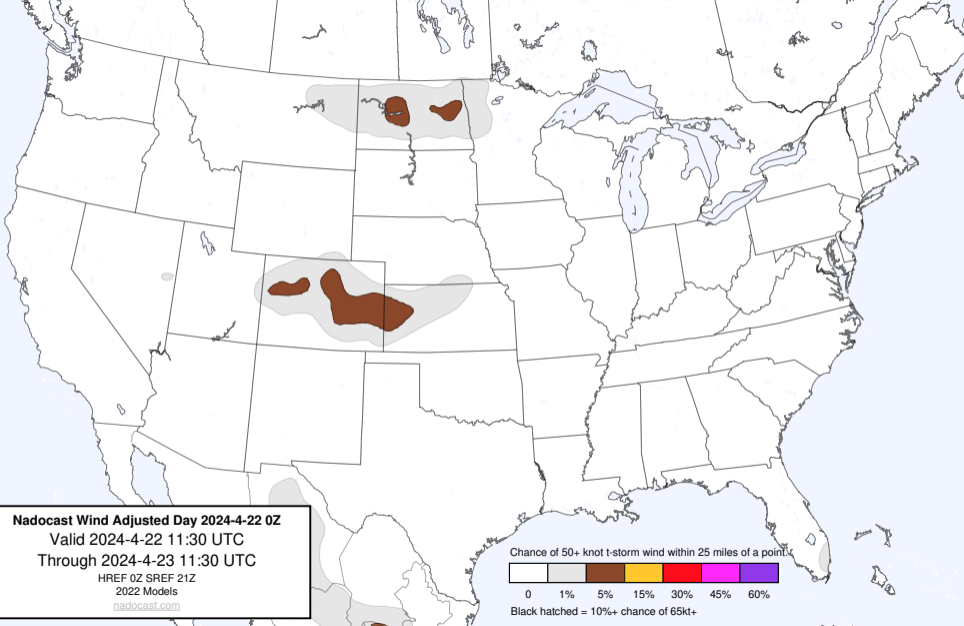 Nadocast Wind Adjusted Day 2024-4-22 0Z
Valid 2024-4-22 11:30 UTC
Through 2024-4-23 11:30 UTC
HREF 0Z SREF 21Z
2022 Models
nadocast.com
Chance of 50+ knot t-storm wind within 25 miles of a point.
0 1% 5% 15% 30% 45% 60%
Black hatched = 10%+ chance of 65kt+